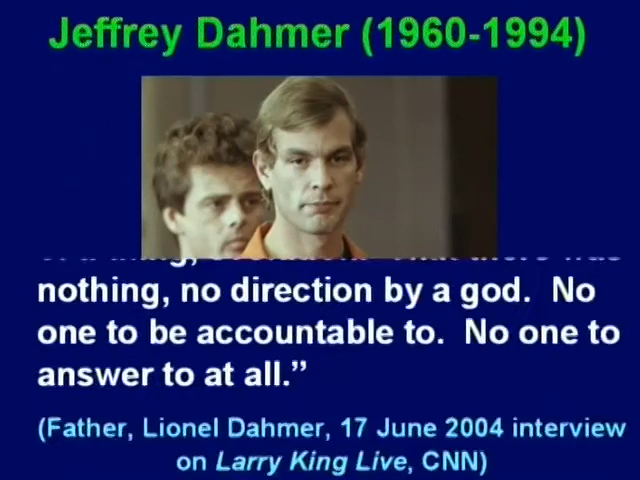 Jeffrey Dahmer (1960-1994)
nothing, no direction by a god. No
one to be accountable to. No one to
answer to at all.”
(Father, Lionel Dahmer, 17 June 2004 interview
on Larry King Live, CNN)